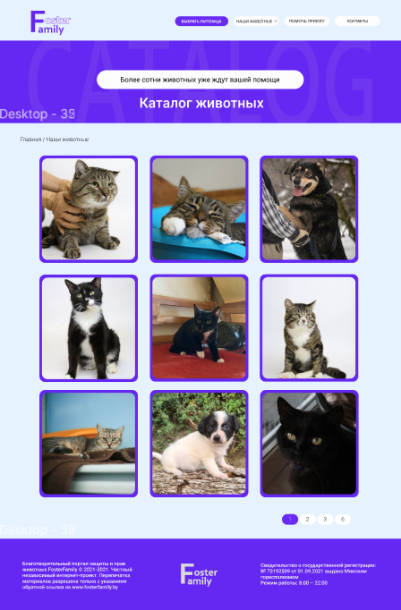 Foster
Family
ВЫБРАТЬ ПИТОМЦА
НАШИ ЖИВОТНЫЕ
ПОМОЧЬ ПРИЮТУ
КОНТАКТЫ
CATALOG
Более сотни животных уже ждут вашей помощи
Каталог животных
Desktop - 38
Главная / Наши животные
1 2 3 6
Desktop - 38
Благотворительный портал защиты и прав
животных FosterFamily © 2021-2021. Частный
независимый интернет-проект. Перепечатка
материалов разрешена только с указанием
обратной ссылки на www.fosterfamily.by
Foster
Family
Свидетельство о государственной регистрации:
№ 73192509 от 01.09.2021 выдано Минским
горисполкомом
Режим работы: 8.00 – 22.00